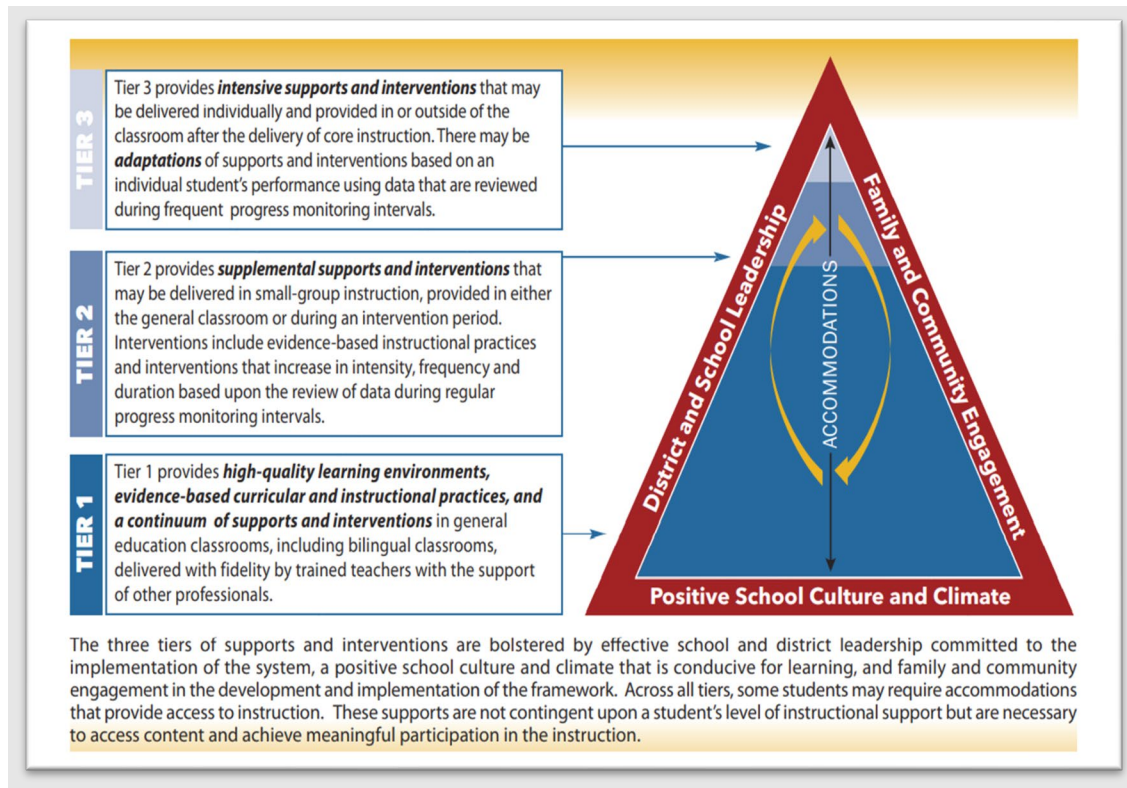 TIER 3
Tier 3 provides intensive supports and interventions that may
be delivered individually and provided in or outside of the
classroom after the delivery of core instruction. There may be
adaptations of supports and interventions based on an
individual student's performance using data that are reviewed
during frequent progress monitoring intervals.
TIER 2
Tier 2 provides supplemental supports and interventions that
may be delivered in small-group instruction, provided in either
the general classroom or during an intervention period.
Interventions include evidence-based instructional practices
and interventions that increase in intensity, frequency and
duration based upon the review of data during regular
progress monitoring intervals.
TIER 1
Tier 1 provides high-quality learning environments,
evidence-based curricular and instructional practices, and
a continuum of supports and interventions in general
education classrooms, including bilingual classrooms,
delivered with fidelity by trained teachers with the support
of other professionals.
District and School Leadership
ACCOMMODATIONS
Family and Community Engagement
Positive School Culture and Climate
The three tiers of supports and interventions are bolstered by effective school and district leadership committed to the
implementation of the system, a positive school culture and climate that is conducive for learning, and family and community
engagement in the development and implementation of the framework. Across all tiers, some students may require accommodations
that provide access to instruction. These supports are not contingent upon a student's level of instructional support but are necessary
to access content and achieve meaningful participation in the instruction.